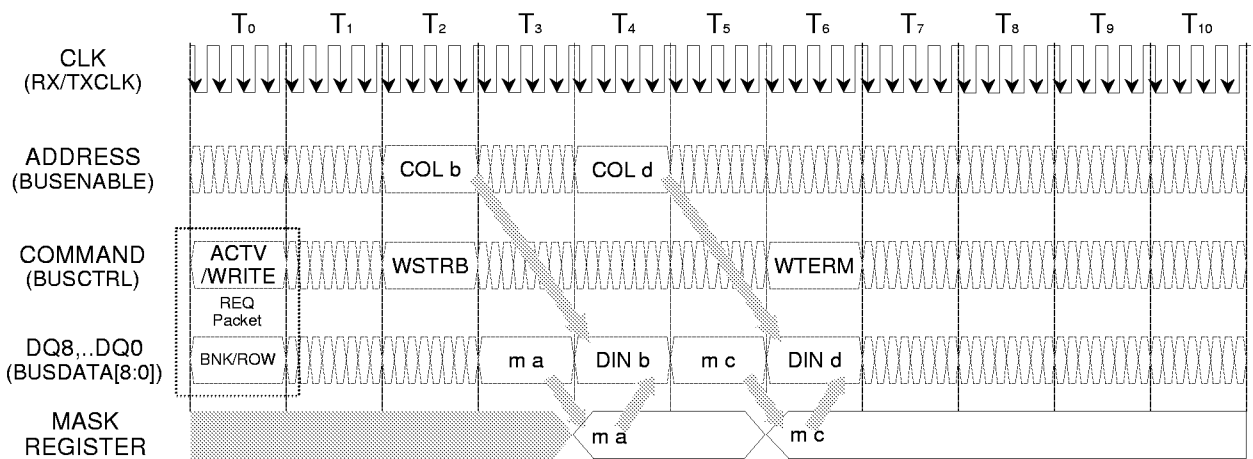 T0 T1 T2 T3 T4 T5 T6 T7 T8 T9 T10
CLK
(RX/TXCLK)
ADDRESS
(BUSENABLE)
COL b COL d
COMMAND
(BUSCTRL)
ACTV
/WRITE
WSTRB WTERM
REQ
Packet
DQ8,..DQ0
(BUSDATA[8:0])
BNK/ROW m a DIN b m c DIN d
MASK
REGISTER
m a m c